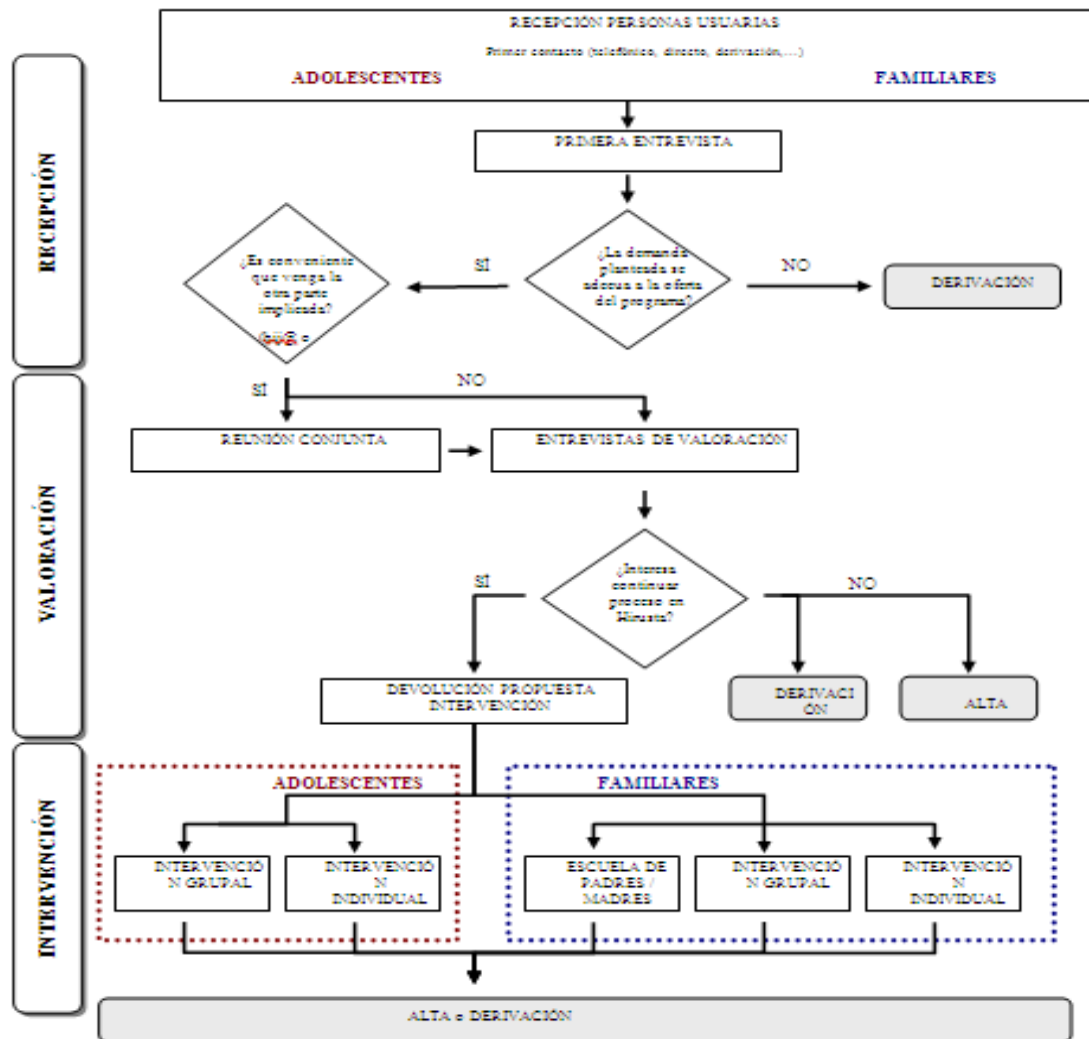 RECEPCIÓN PERSONAS USUARIAS
Primer contacto (telefónico, directo, derivación,...)
ADOLESCENTES
FAMILIARES
RECEPCIÓN
PRIMERA ENTREVISTA
¿Es conveniente
que venga la
otra parte
implicada?
SÍ
¿La demanda
planteada se
adecua a la oferta
del programa?
NO
DERIVACIÓN
SÍ
NO
VALORACIÓN
REUNIÓN CONJUNTA
ENTREVISTAS DE VALORACIÓN
SÍ
¿Interesa
continuar
proceso en
Hirusta?
NO
DEVOLUCIÓN PROPUESTA
INTERVENCIÓN
DERIVACI
ÓN
ALTA
INTERVENCIÓN
ADOLESCENTES
FAMILIARES
INTERVENCIÓ
N GRUPAL
INTERVENCIÓ
N
INDIVIDUAL
ESCUELA DE
PADRES /
MADRES
INTERVENCIÓ
N GRUPAL
INTERVENCIÓ
N
INDIVIDUAL
ALTA o DERIVACIÓN